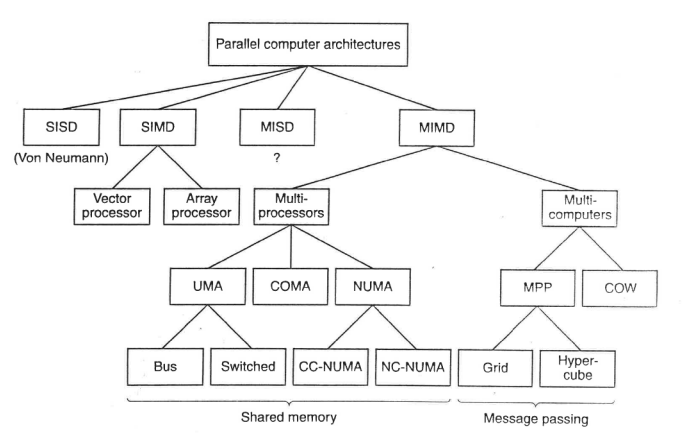 Parallel computer architectures
SISD
SIMD
MISD
MIMD
(Von Neumann)
?
Vector
processor
Array
processor
Multi-
processors
Multi-
computers
UMA
COMA
NUMA
MPP
COW
Bus
Switched
CC-NUMA
NC-NUMA
Grid
Hyper-
cube
Shared memory
Message passing